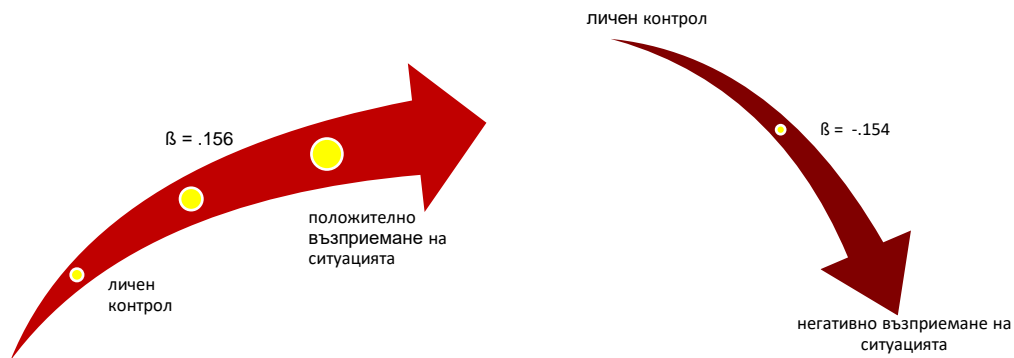 ß = .156
положително
възприемане на
ситуацията
личен
контрол
личен контрол
ß = -.154
негативно възприемане на
ситуацията